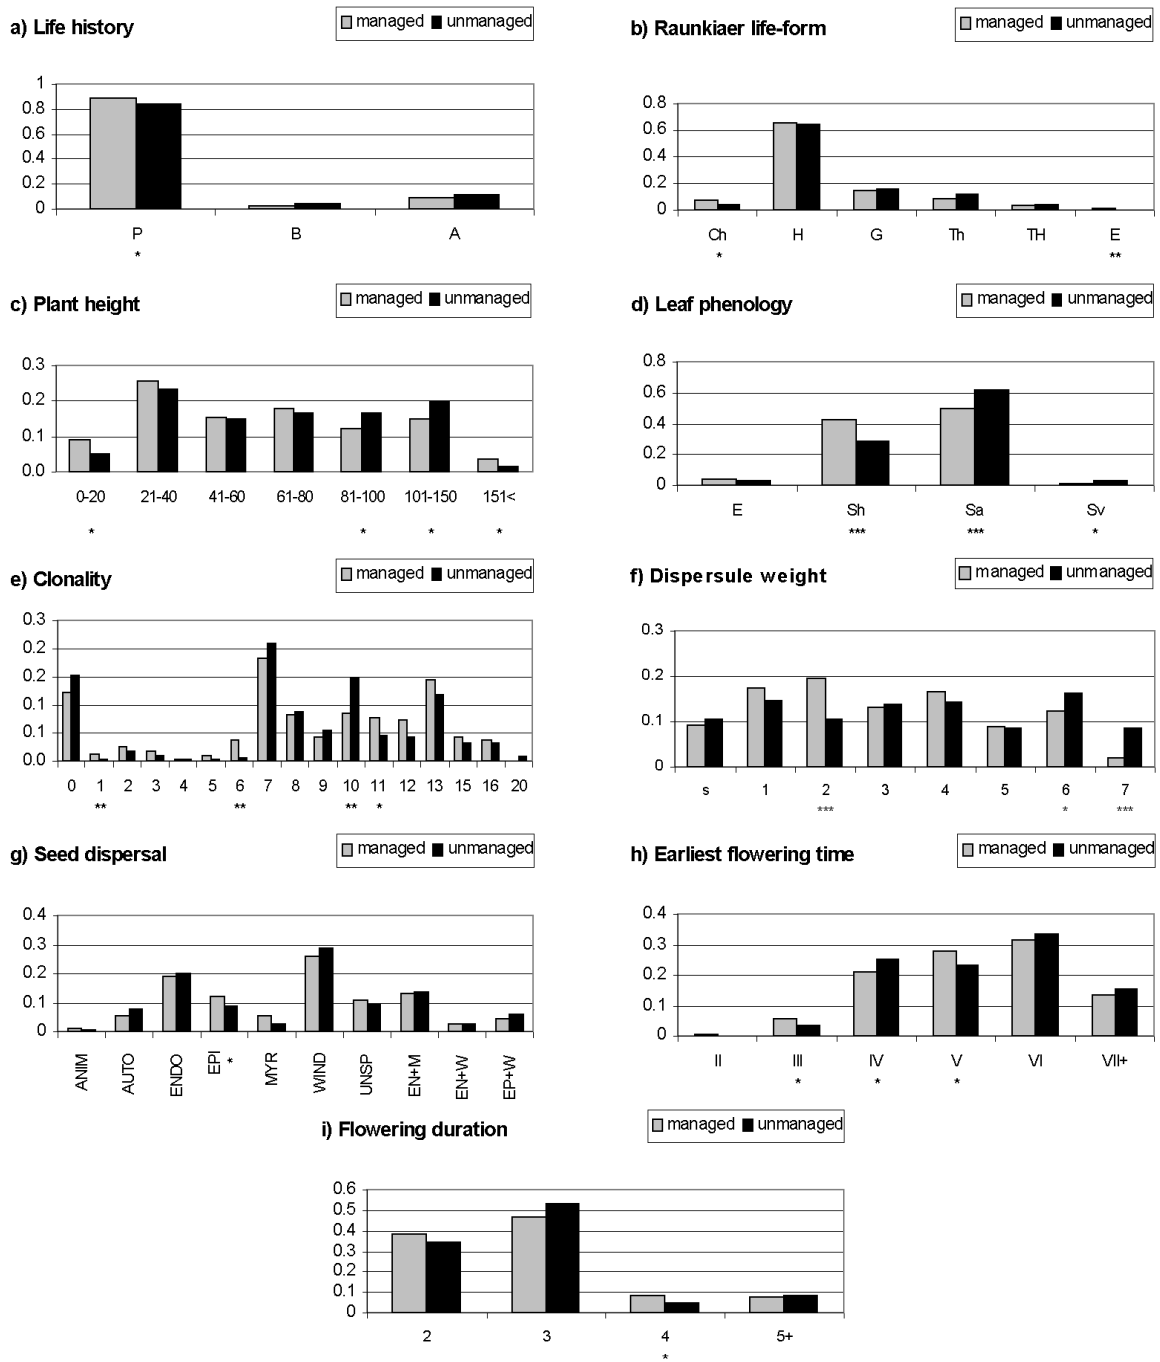 a) Life history
managed unmanaged
1
0.8
0.6
0.4
0.2
0
P B A
*
b) Raunkiaer life-form
managed unmanaged
0.8
0.6
0.4
0.2
0
Ch H G Th TH E
* **
c) Plant height
managed unmanaged
0.3
0.2
0.1
0.0
0-20 21-40 41-60 61-80 81-100 101-150 151<
* * * *
d) Leaf phenology
managed unmanaged
0.8
0.6
0.4
0.2
0
E Sh Sa Sv
*** *** *
e) Clonality
managed unmanaged
0.3
0.2
0.2
0.1
0.1
0.0
0 1 2 3 4 5 6 7 8 9 10 11 12 13 15 16 20
** ** ** *
f) Dispersule weight
managed unmanaged
0.3
0.2
0.1
0
s 1 2 3 4 5 6 7
*** * ***
g) Seed dispersal
managed unmanaged
0.4
0.3
0.2
0.1
0
ANIM AUTO ENDO EPI MYR WIND UNSP EN+M EN+W EP+W
*
h) Earliest flowering time
managed unmanaged
0.4
0.3
0.2
0.1
0
II III IV V VI VII+
* * *
i) Flowering duration
managed unmanaged
0.6
0.5
0.4
0.3
0.2
0.1
0
2 3 4 5+
*